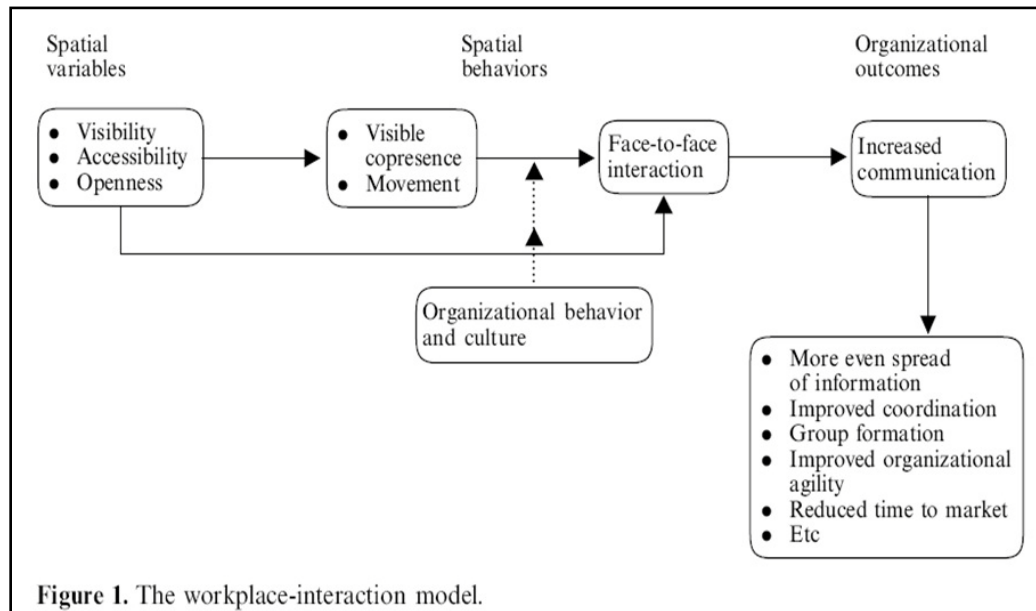 Spatial
variables
Spatial
behaviors
Organizational
outcomes
● Visibility
● Accessibility
● Openness
● Visible
copresence
● Movement
Face-to-face
interaction
Increased
communication
Organizational behavior
and culture
● More even spread
of information
● Improved coordination
● Group formation
● Improved organizational
agility
● Reduced time to market
● Etc
Figure 1. The workplace-interaction model.